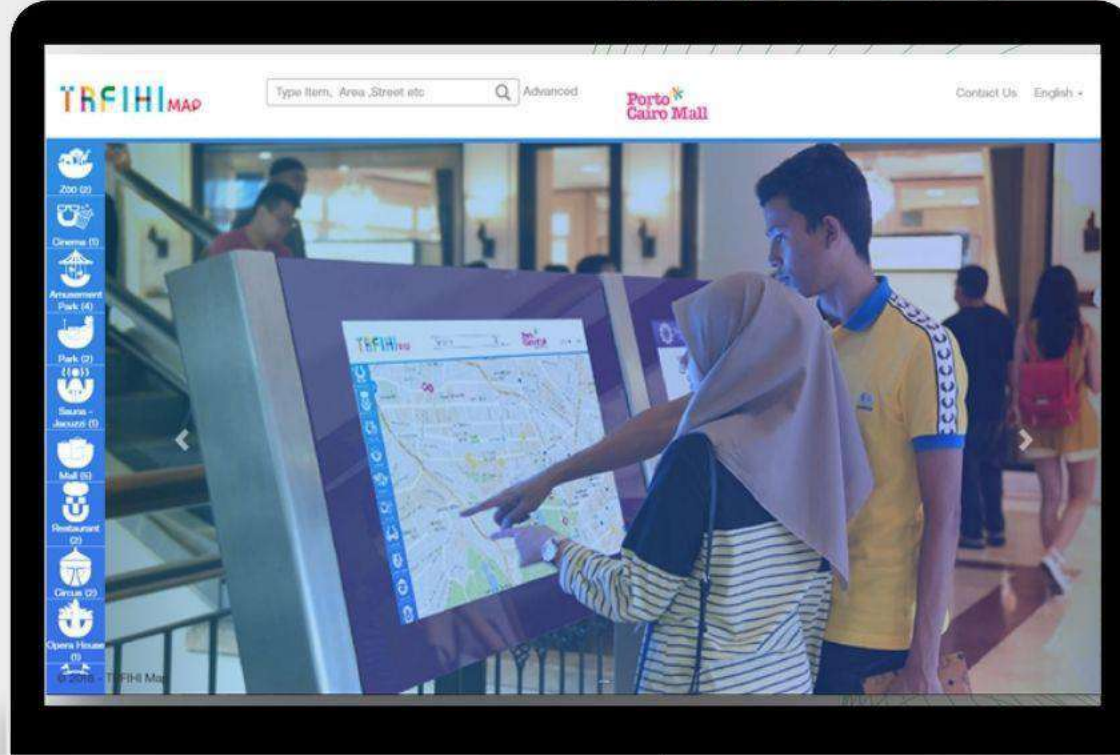 TRFIHI MAP
Type Item, Area ,Street etc
Advanced
Porto
Cairo Mall
Contact Us
English
Zoo (2)
Cinema (1)
Amusement
Park (4)
Park (2)
Sauna -
Jacuzzi (1)
Mall (5)
Restaurant
(2)
Circus (2)
Opera House
(1)
© 2018 - TRFIHI Map
TRFIHI MAP